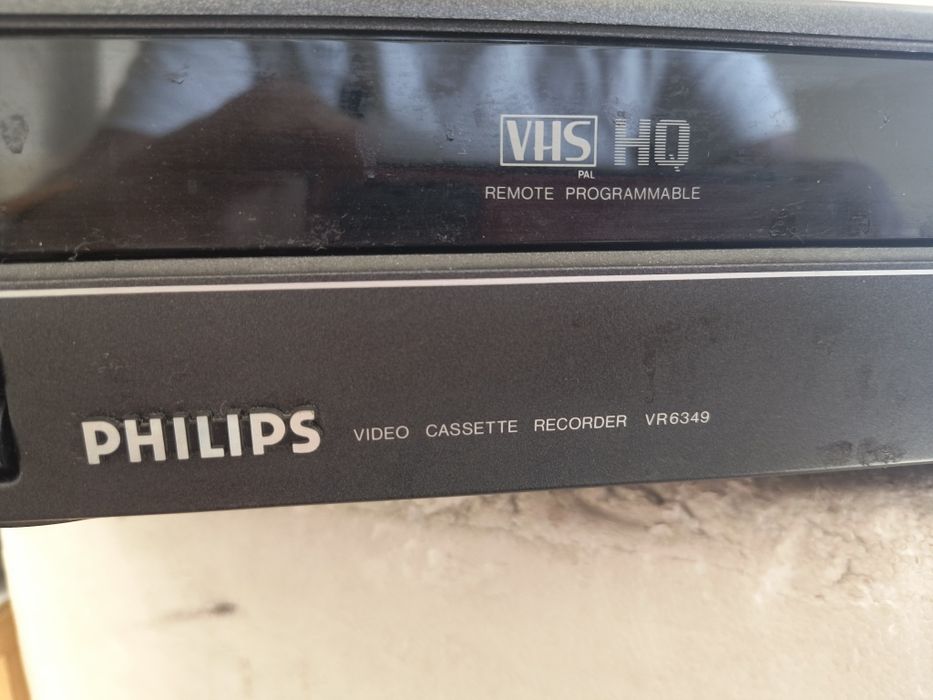 VHS HQ
PAL
REMOTE PROGRAMMABLE
PHILIPS VIDEO CASSETTE RECORDER VR6349